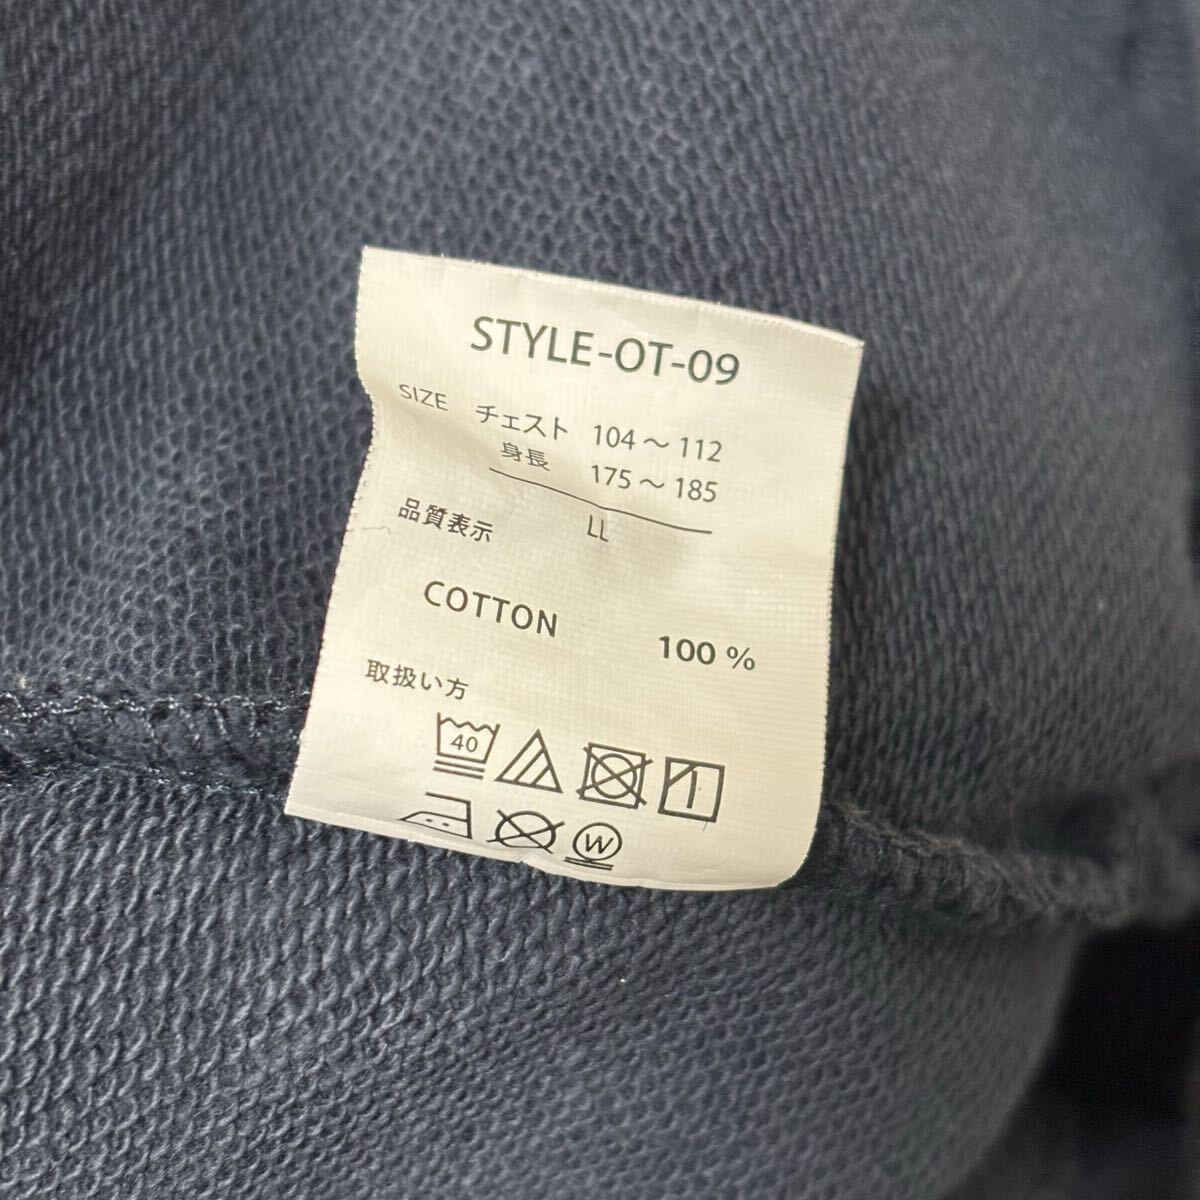 STYLE-OT-09
SIZE チェスト 104～112
身長 175～185
LL
品質表示
COTTON 100%
取扱い方
40
W